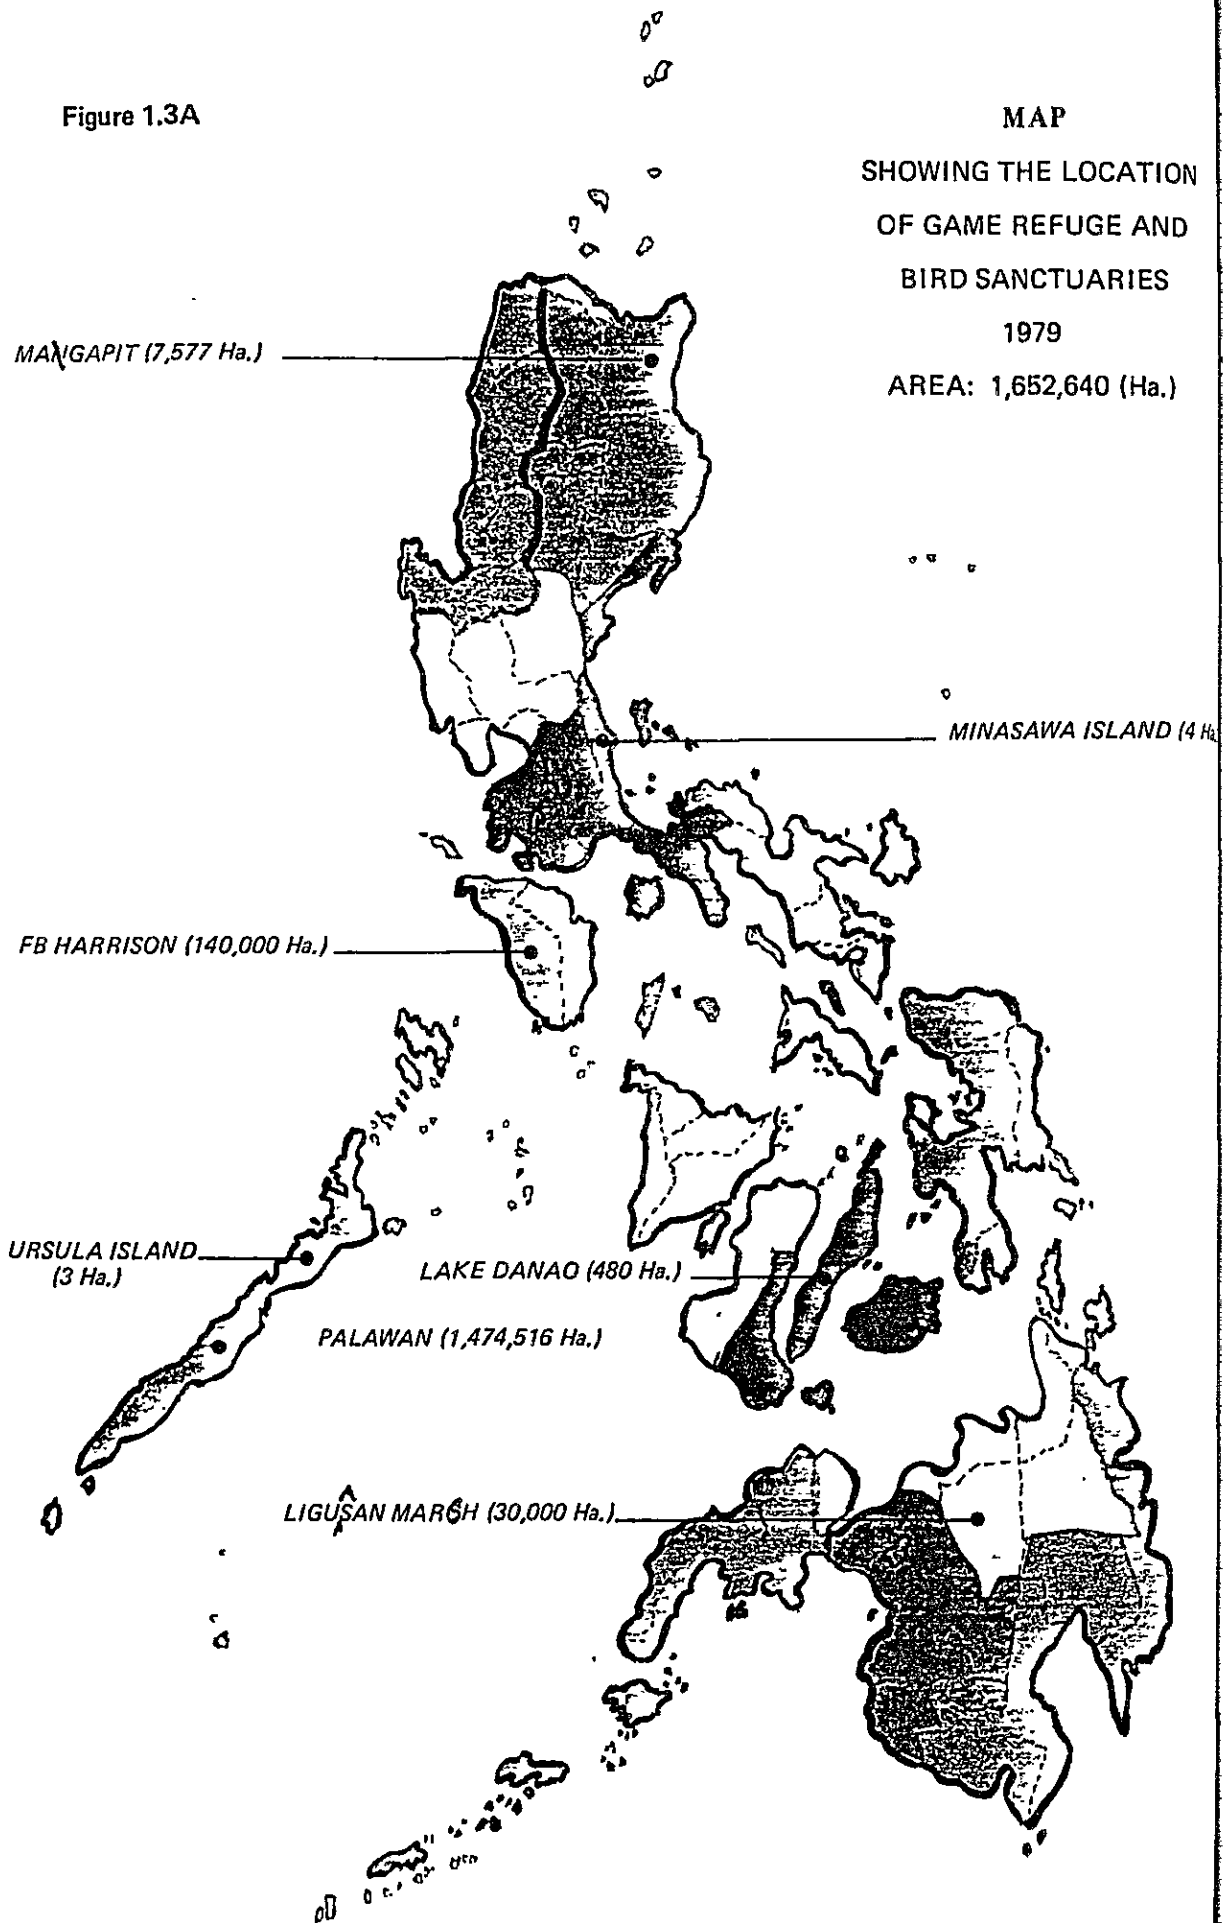 Figure 1.3A
MAP
SHOWING THE LOCATION
OF GAME REFUGE AND
BIRD SANCTUARIES
1979
AREA: 1,652,640 (Ha.)
MANGAPIT (7,577 Ha.)
MINASAWA ISLAND (4 Ha.
FB HARRISON (140,000 Ha.)
URSULA ISLAND
(3 Ha.)
LAKE DANAO (480 Ha.)
PALAWAN (1,474,516 Ha.)
LIGUSAN MARSH (30,000 Ha.)